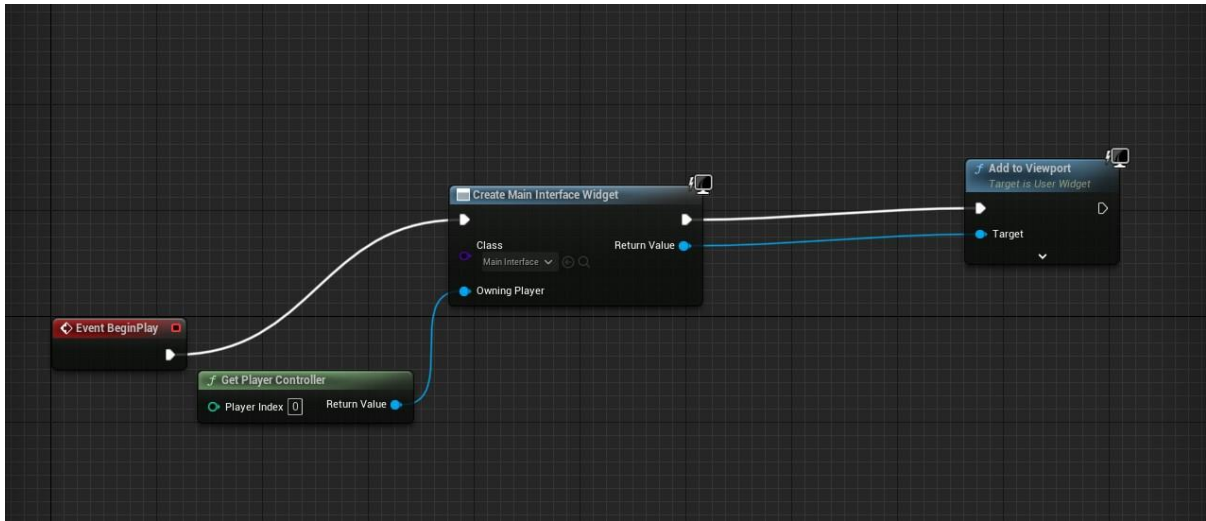 Event BeginPlay
f Get Player Controller
Player Index 0 Return Value
Create Main Interface Widget
Class Return Value
Main Interface
Owning Player
f Add to Viewport
Target is User Widget
Target